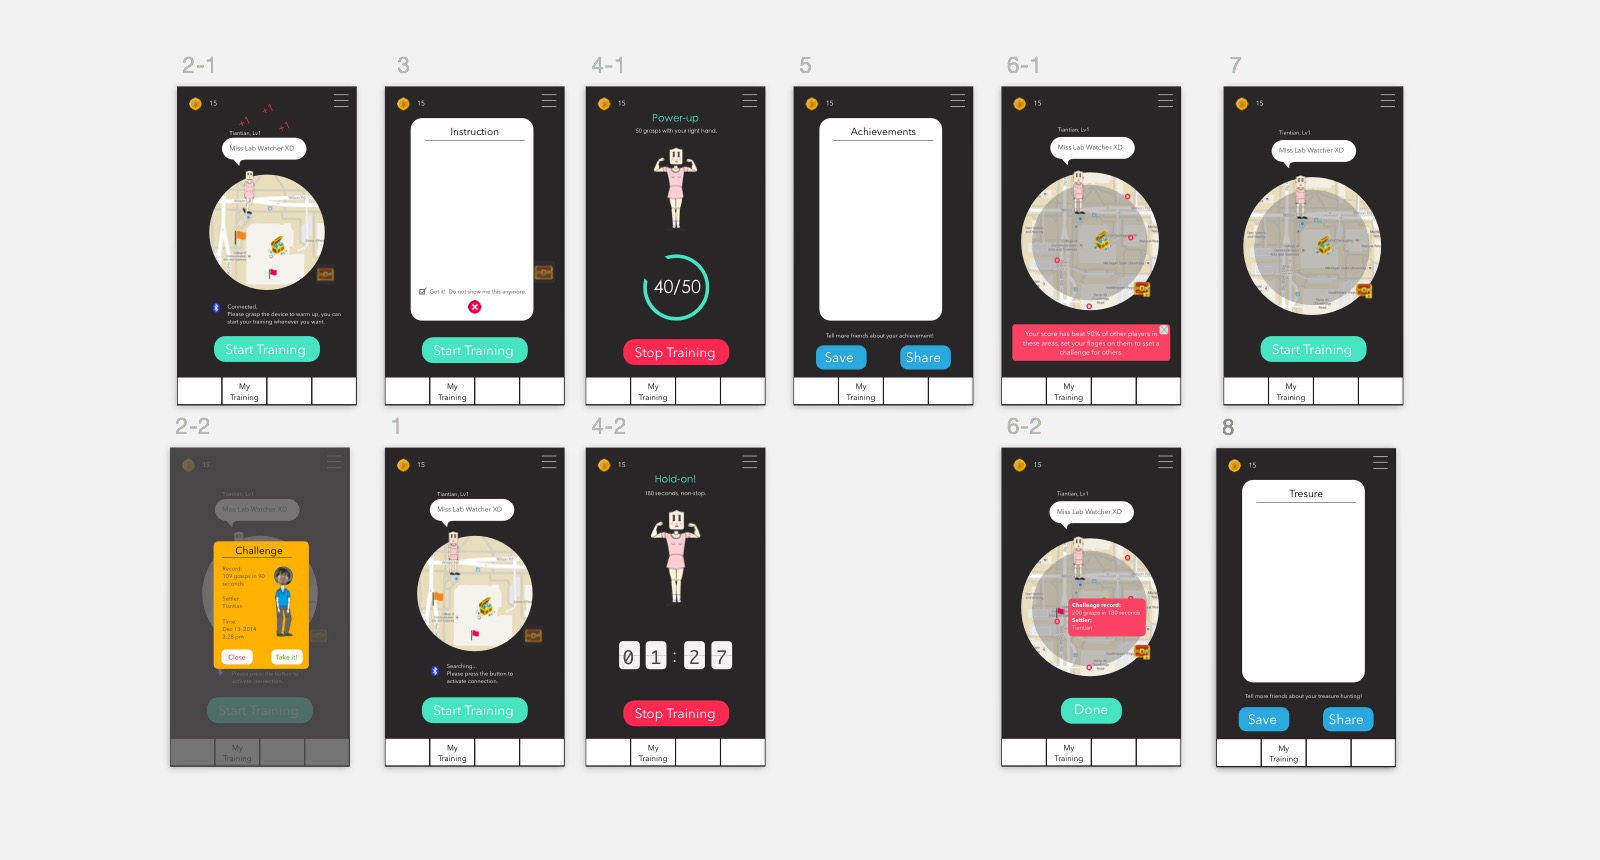 2-1
15
+1
+1
+1
Tiantian, Lv1
Miss Lab Watcher XD
Connected.
Please grasp the device to warm up, you can
start your training whenever you want.
Start Training
My
Training
3
15
Instruction
Got it! Do not show me this anymore.
Start Training
My
Training
4-1
15
Power-up
50 grasps with your right hand.
40/50
Stop Training
My
Training
5
15
Achievements
Tell more friends about your achievement!
Save
Share
My
Training
6-1
15
Tiantian, Lv1
Miss Lab Watcher XD
Your score has beat 90% of other players in
these areas, set your flages on them to sset a
challenge for others.
My
Training
7
15
Tiantian, Lv1
Miss Lab Watcher XD
Start Training
My
Training
2-2
15
Tiantian, Lv1
Miss Lab Watcher XD
Challenge
Record:
109 grasps in 90
seconds
Settler:
Tiantian
Time:
Dec 13, 2014
3:28 pm
Close
Take it!
Please press the button to
activate connection.
Start Training
My
Training
1
15
Tiantian, Lv1
Miss Lab Watcher XD
Searching...
Please press the button to
activate connection.
Start Training
My
Training
4-2
15
Hold-on!
180 seconds, non-stop.
01:27
Stop Training
My
Training
6-2
15
Tiantian, Lv1
Miss Lab Watcher XD
Challenge record:
200 grasps in 180 seconds
Settler:
Tiantian
Done
My
Training
8
15
Tresure
Tell more friends about your treasure hunting!
Save
Share
My
Training